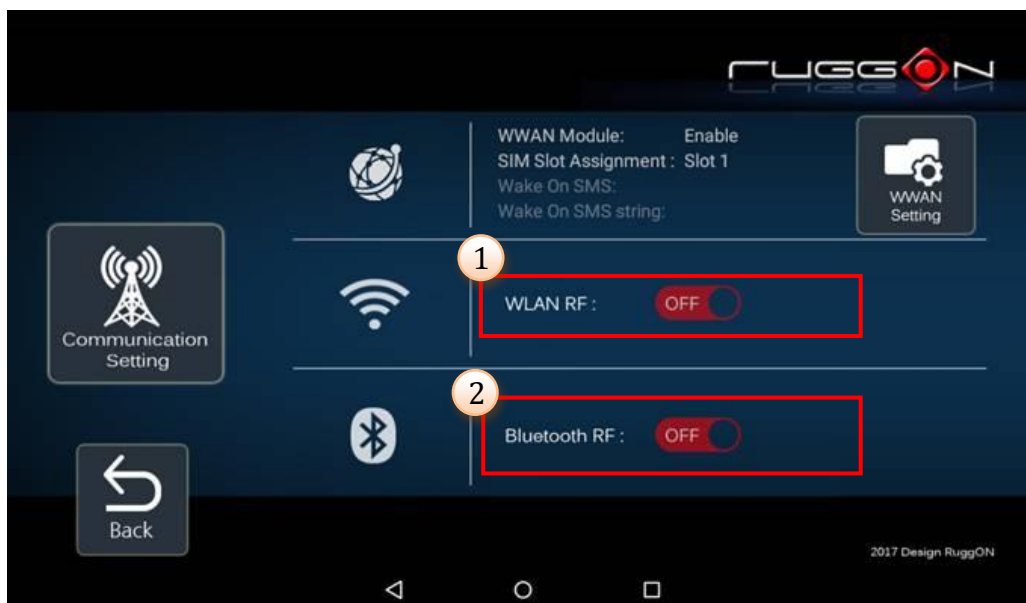 RUGGON
WWAN Module: Enable
SIM Slot Assignment : Slot 1
Wake On SMS:
Wake On SMS string:
WWAN
Setting
1
WLAN RF : OFF
Communication
Setting
2
Bluetooth RF : OFF
Back
2017 Design RuggON